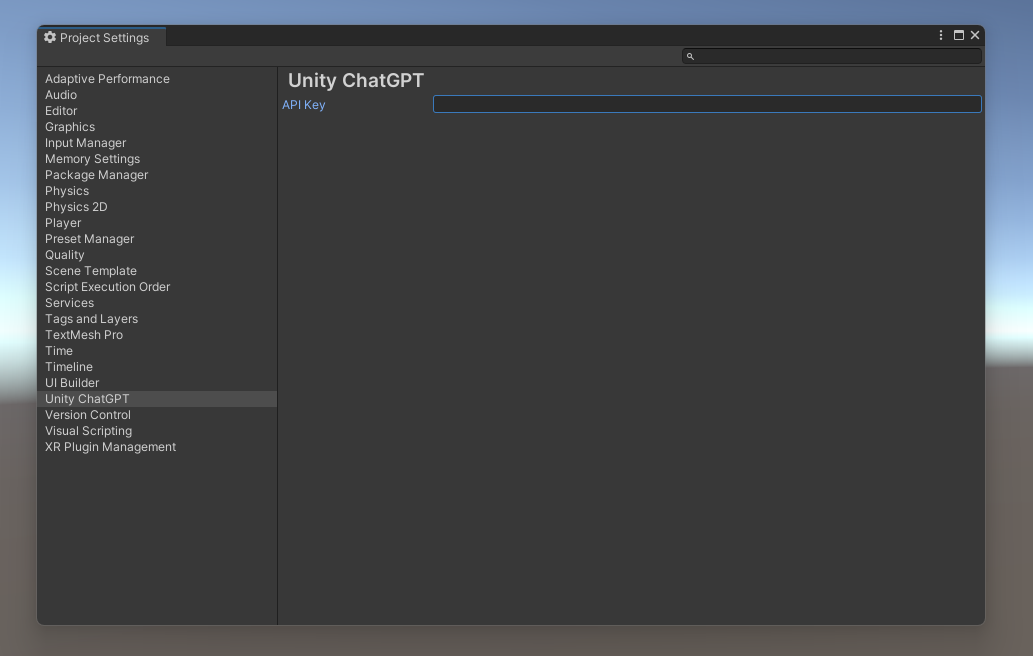 Project Settings
Adaptive Performance
Audio
Editor
Graphics
Input Manager
Memory Settings
Package Manager
Physics
Physics 2D
Player
Preset Manager
Quality
Scene Template
Script Execution Order
Services
Tags and Layers
TextMesh Pro
Time
Timeline
UI Builder
Unity ChatGPT
Version Control
Visual Scripting
XR Plugin Management
Unity ChatGPT
API Key